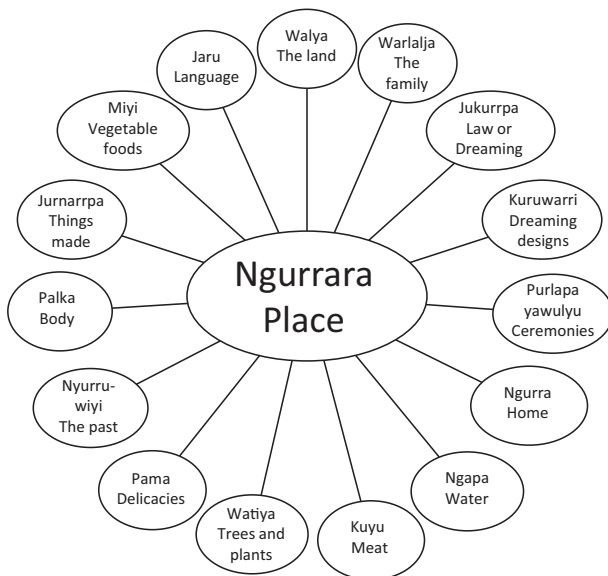 Ngurrara
Place
Walya
The land
Warlalja
The
family
Jukurrpa
Law or
Dreaming
Kuruwarri
Dreaming
designs
Purlapa
yawulyu
Ceremonies
Ngurra
Home
Ngapa
Water
Kuyu
Meat
Watiya
Trees and
plants
Pama
Delicacies
Nyurru-
wiyi
The past
Palka
Body
Jurnarrpa
Things
made
Miyi
Vegetable
foods
Jaru
Language